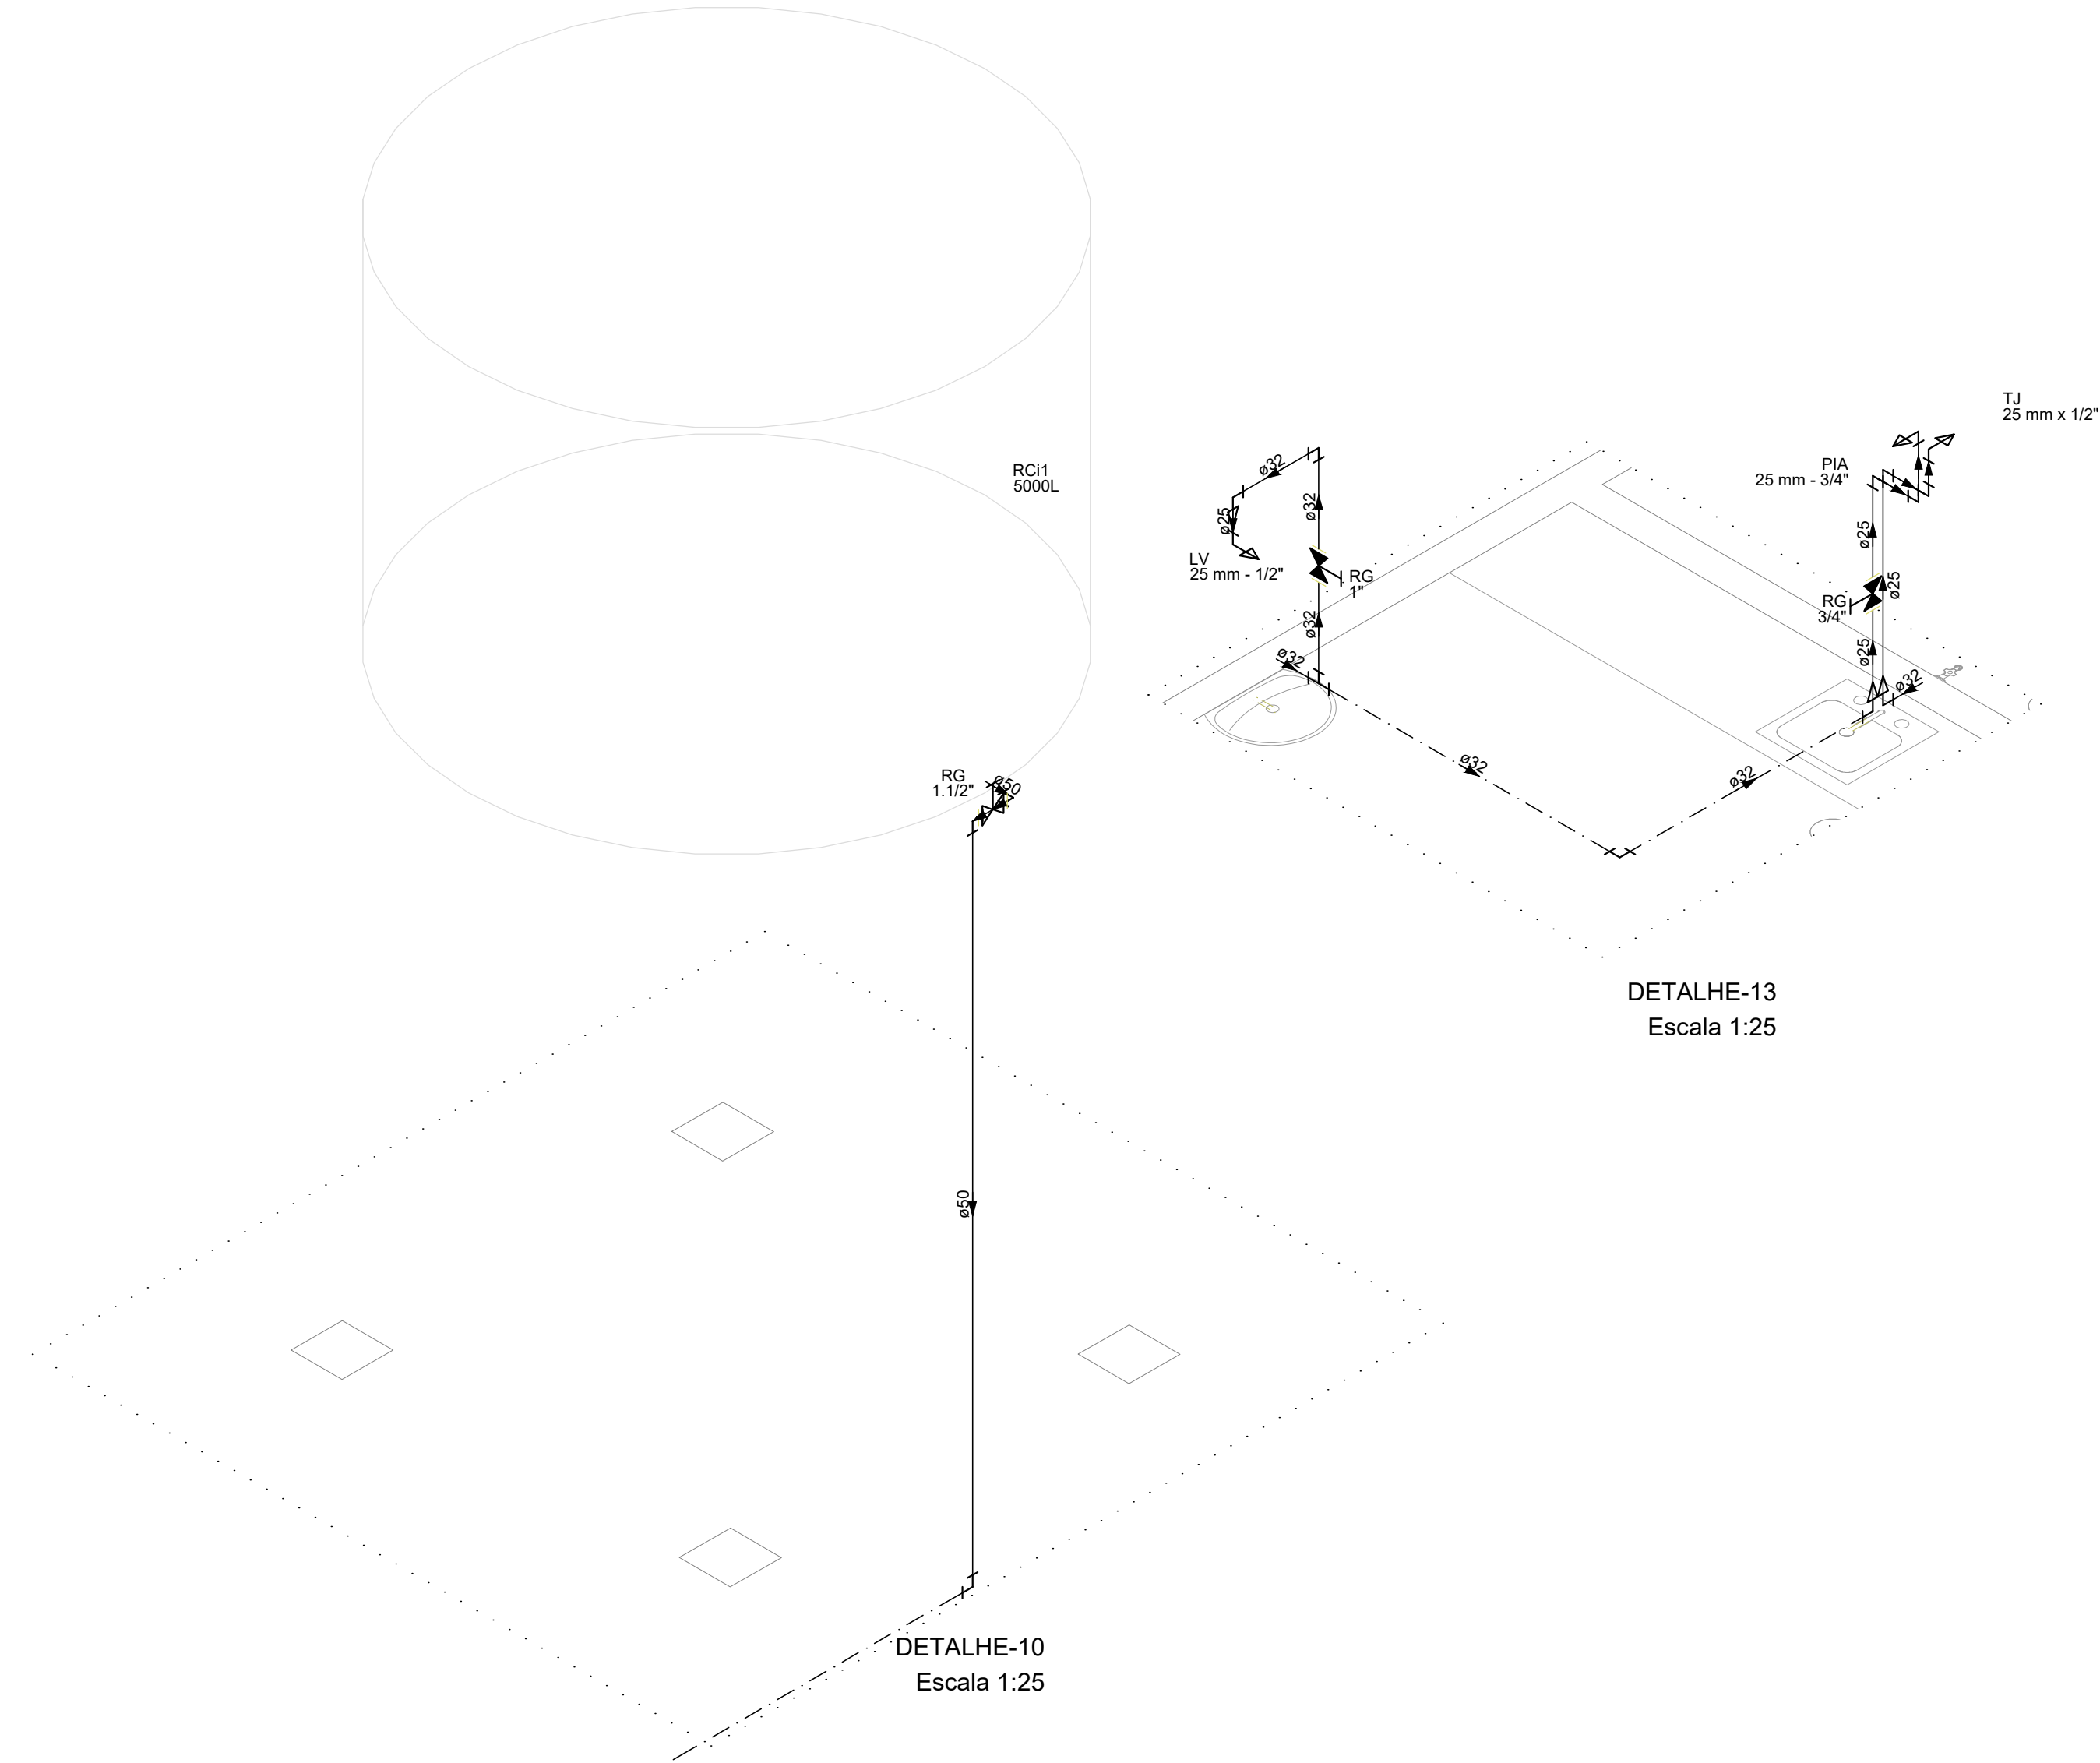 RCi1
5000L
RG
1.1/2"
ø50
ø50
DETALHE-10
Escala 1:25
TJ
25 mm x 1/2"
PIA
25 mm - 3/4"
ø32
ø32
ø25
LV
25 mm - 1/2"
RG
1"
ø32
ø32
ø25
ø25
RG
3/4"
ø25
ø32
ø32
ø32
DETALHE-13
Escala 1:25